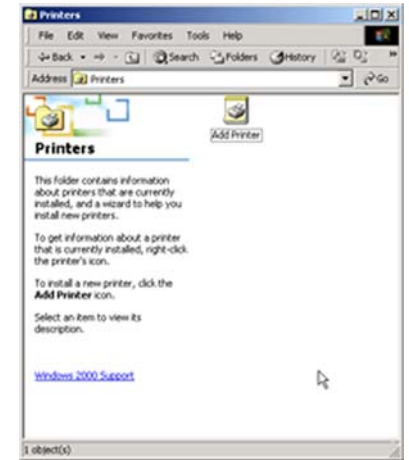 Printers
File Edit View Favorites Tools Help
Back Search Folders History
Address Printers Go
Add Printer
Printers
This folder contains information
about printers that are currently
installed, and a wizard to help you
install new printers.
To get information about a printer
that is currently installed, right-click
the printer's icon.
To install a new printer, click the
Add Printer icon.
Select an item to view its
description.
Windows 2000 Support
1 object(s)